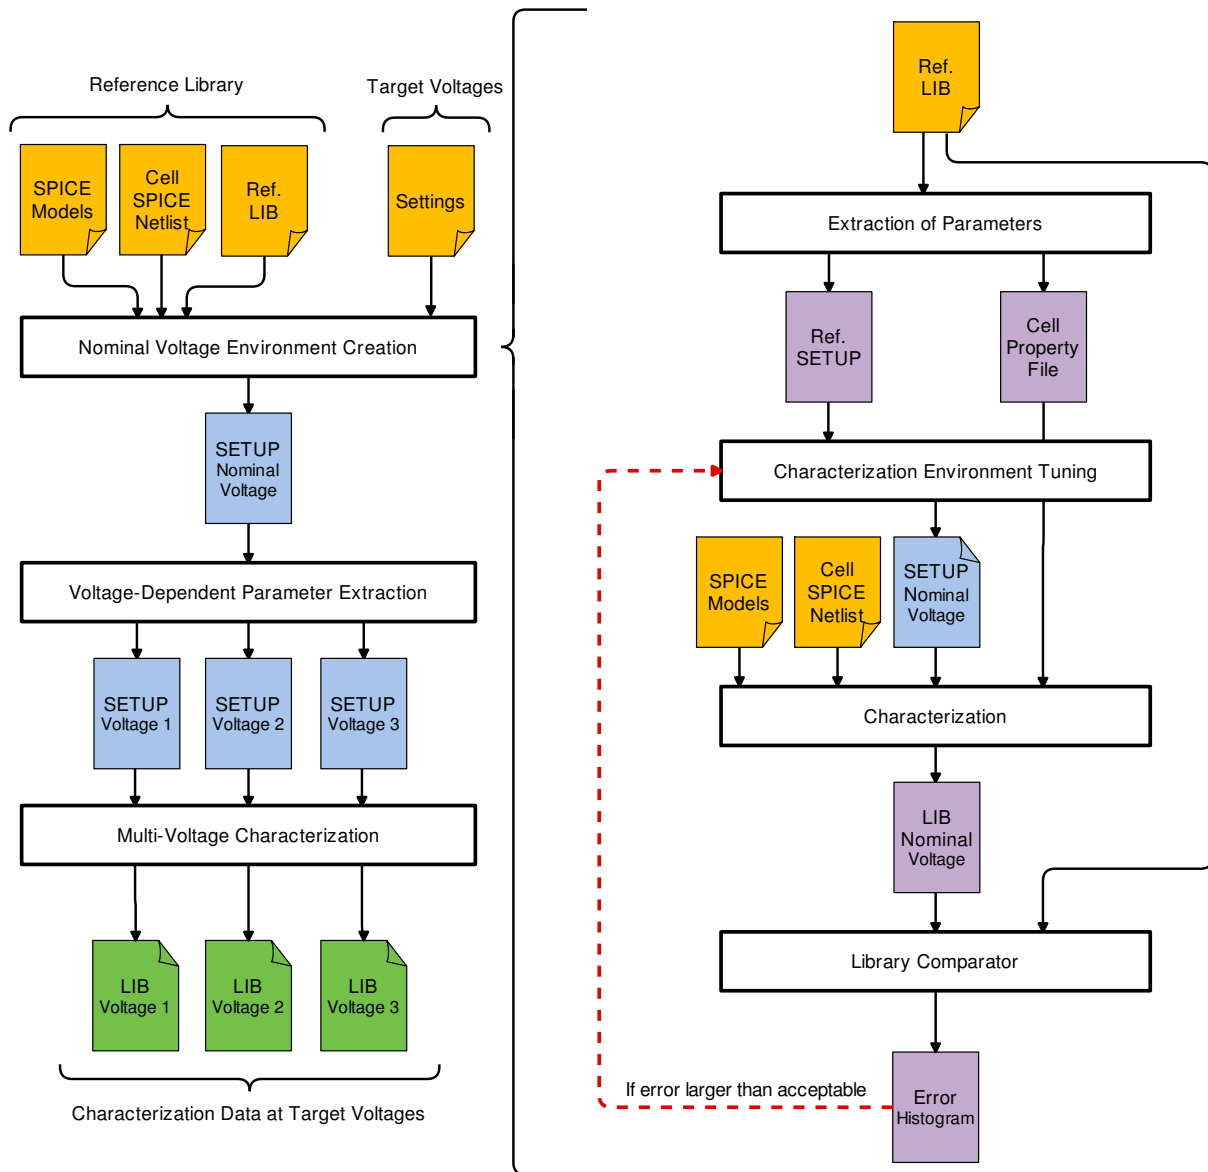 Reference Library
Target Voltages
SPICE
Models
Cell
SPICE
Netlist
Ref.
LIB
Settings
Nominal Voltage Environment Creation
SETUP
Nominal
Voltage
Voltage-Dependent Parameter Extraction
SETUP
Voltage 1
SETUP
Voltage 2
SETUP
Voltage 3
Multi-Voltage Characterization
LIB
Voltage 1
LIB
Voltage 2
LIB
Voltage 3
Characterization Data at Target Voltages
Ref.
LIB
Extraction of Parameters
Ref.
SETUP
Cell
Property
File
Characterization Environment Tuning
SPICE
Models
Cell
SPICE
Netlist
SETUP
Nominal
Voltage
Characterization
LIB
Nominal
Voltage
Library Comparator
If error larger than acceptable
Error
Histogram